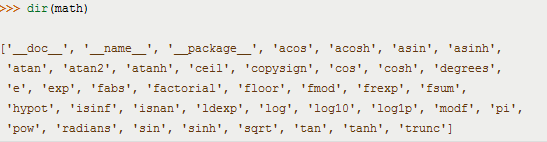 >>> dir(math)
['__doc__', '__name__', '__package__', 'acos', 'acosh', 'asin', 'asinh',
'atan', 'atan2', 'atanh', 'ceil', 'copysign', 'cos', 'cosh', 'degrees',
'e', 'exp', 'fabs', 'factorial', 'floor', 'fmod', 'frexp', 'fsum',
'hypot', 'isinf', 'isnan', 'ldexp', 'log', 'log10', 'log1p', 'modf', 'pi',
'pow', 'radians', 'sin', 'sinh', 'sqrt', 'tan', 'tanh', 'trunc']